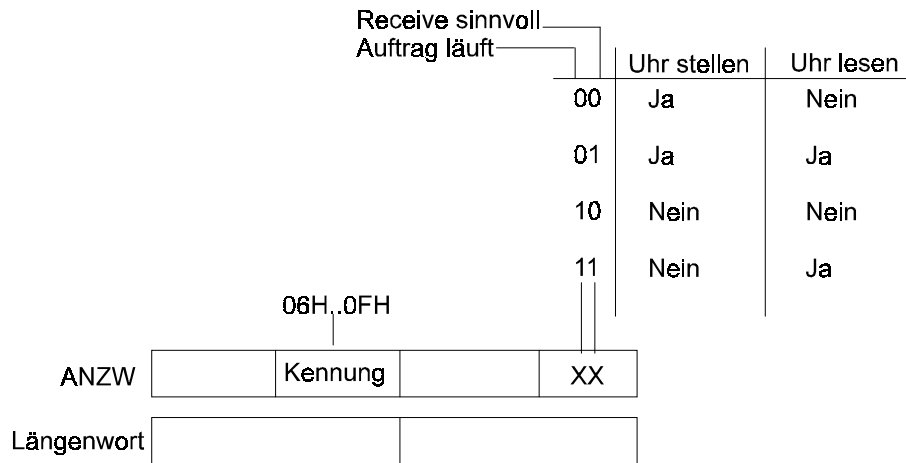 Receive sinnvoll
Auftrag läuft
Uhr stellen Uhr lesen
00 Ja Nein
01 Ja Ja
10 Nein Nein
11 Nein Ja
06H..0FH
ANZW Kennung XX
Längenwort